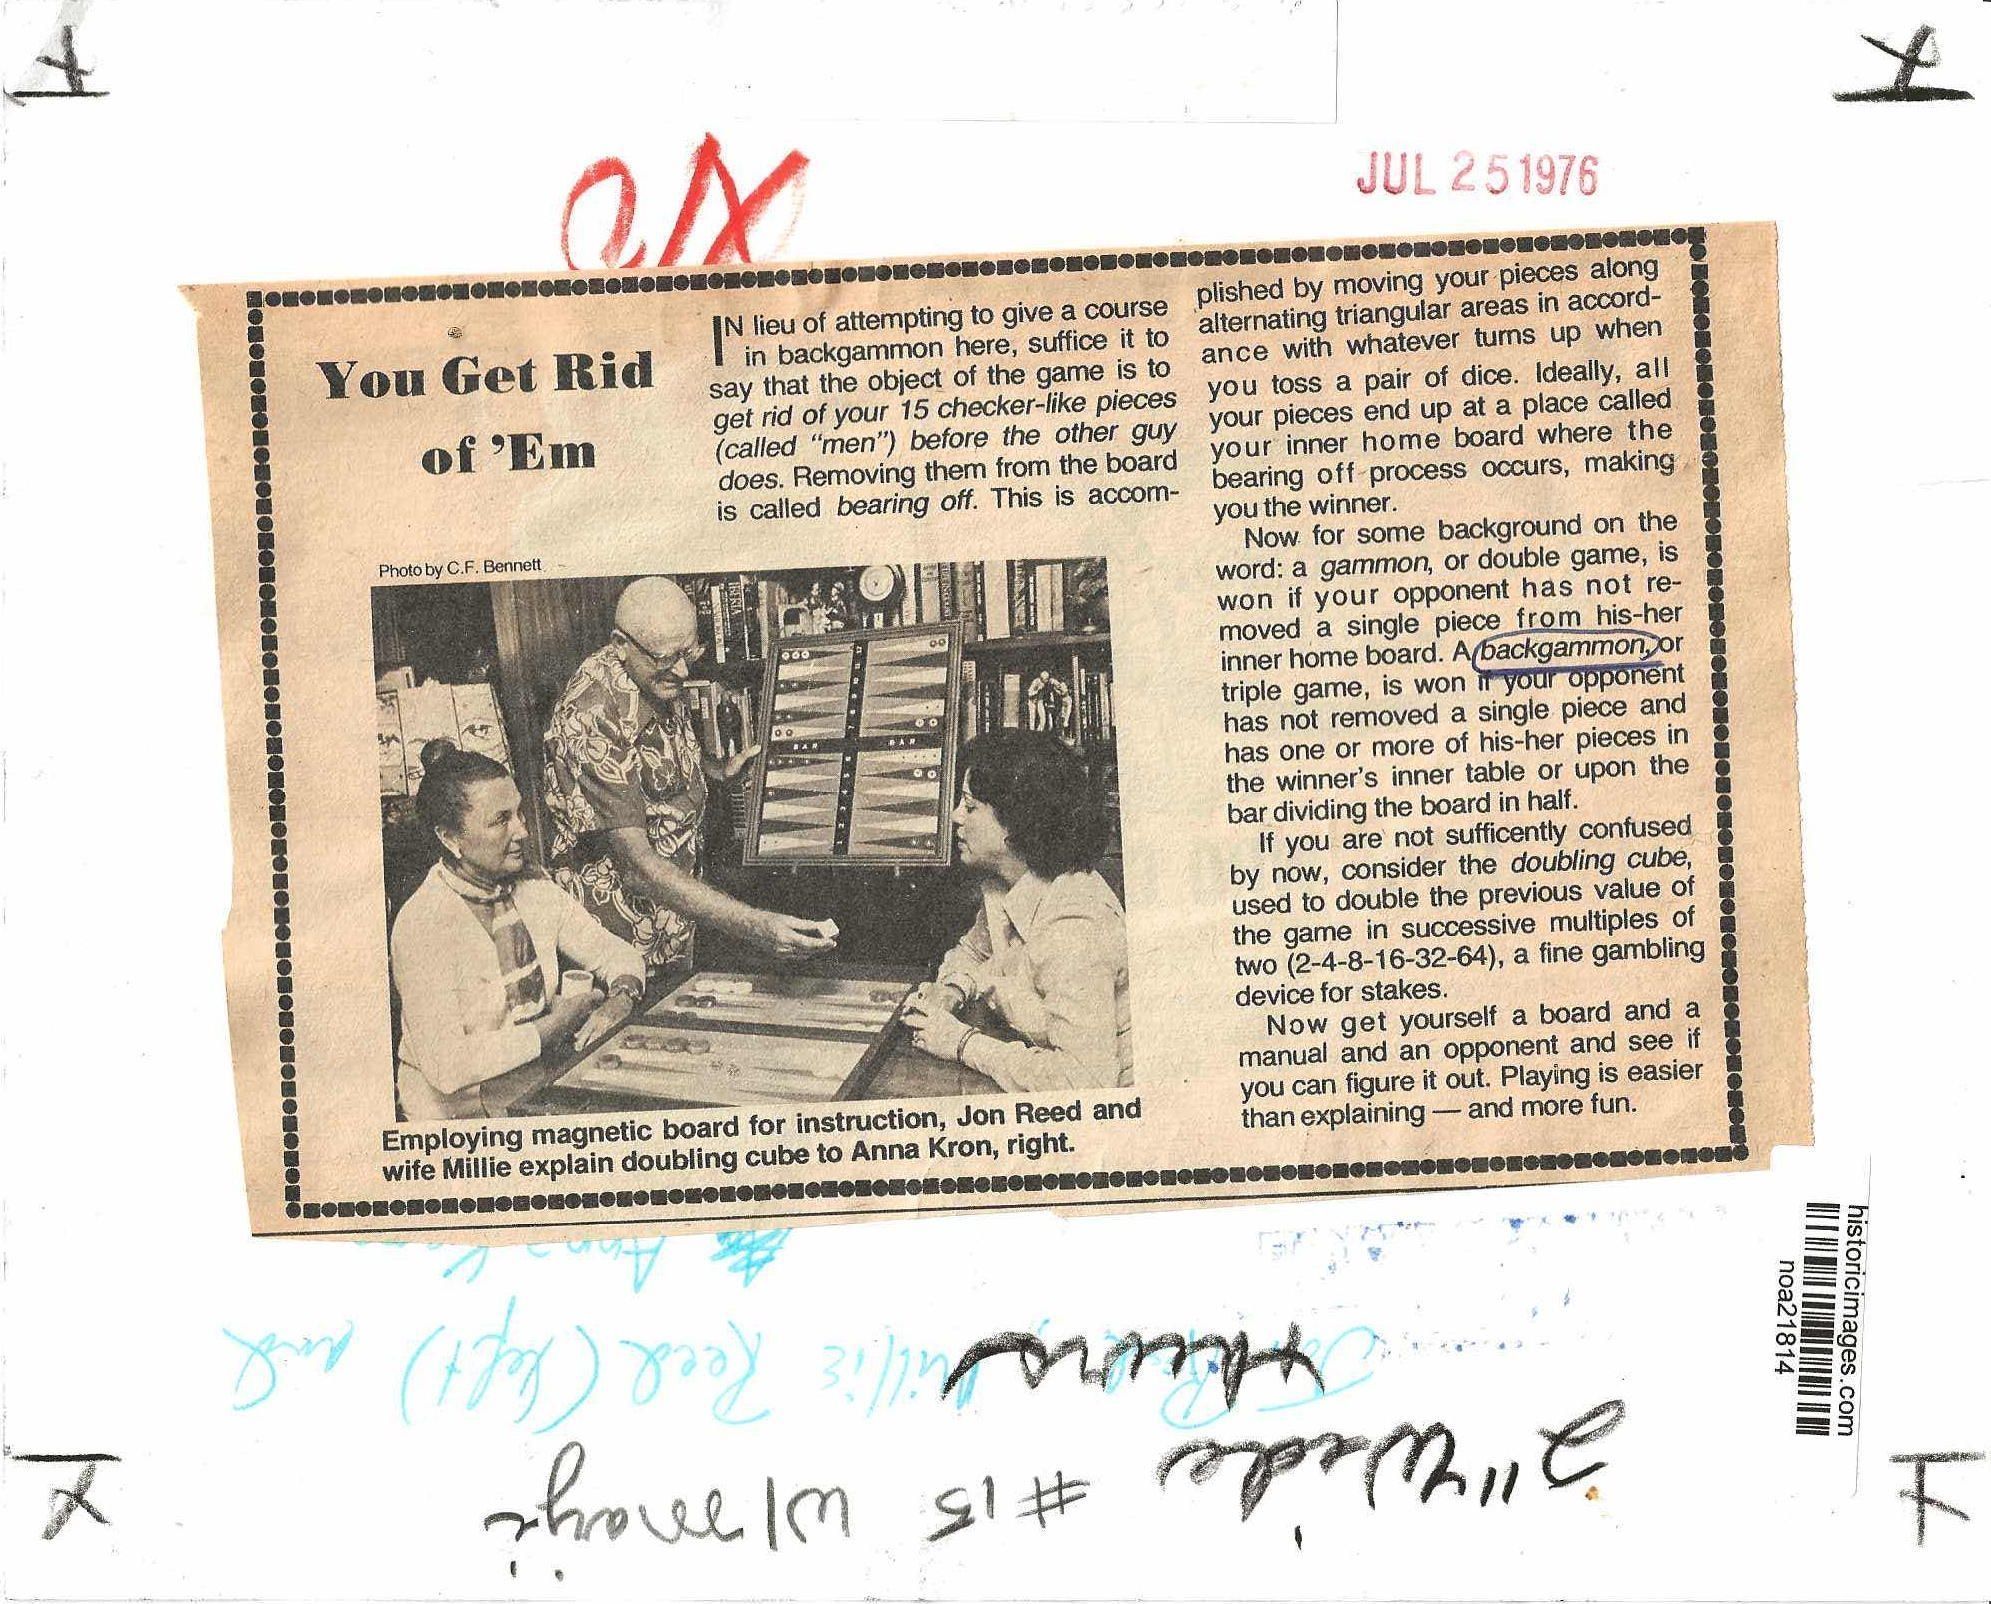 JUL 25 1976
You Get Rid
of 'Em
IN lieu of attempting to give a course
in backgammon here, suffice it to
say that the object of the game is to
get rid of your 15 checker-like pieces
(called "men") before the other guy
does. Removing them from the board
is called bearing off. This is accom-
plished by moving your pieces along
alternating triangular areas in accord-
ance with whatever turns up when
you toss a pair of dice. Ideally, all
your pieces end up at a place called
your inner home board where the
bearing off process occurs, making
you the winner.
Now for some background on the
word: a gammon, or double game, is
won if your opponent has not re-
moved a single piece from his-her
inner home board. A backgammon, or
triple game, is won if your opponent
has not removed a single piece and
has one or more of his-her pieces in
the winner's inner table or upon the
bar dividing the board in half.
If you are not sufficently confused
by now, consider the doubling cube,
used to double the previous value of
the game in successive multiples of
two (2-4-8-16-32-64), a fine gambling
device for stakes.
Now get yourself a board and a
manual and an opponent and see if
you can figure it out. Playing is easier
than explaining — and more fun.
Photo by C.F. Bennett
BAR BAR
Employing magnetic board for instruction, Jon Reed and
wife Millie explain doubling cube to Anna Kron, right.
historicimages.com
noa21814
#15 w/
2" Wide
Millie Reed (left) and
Anna